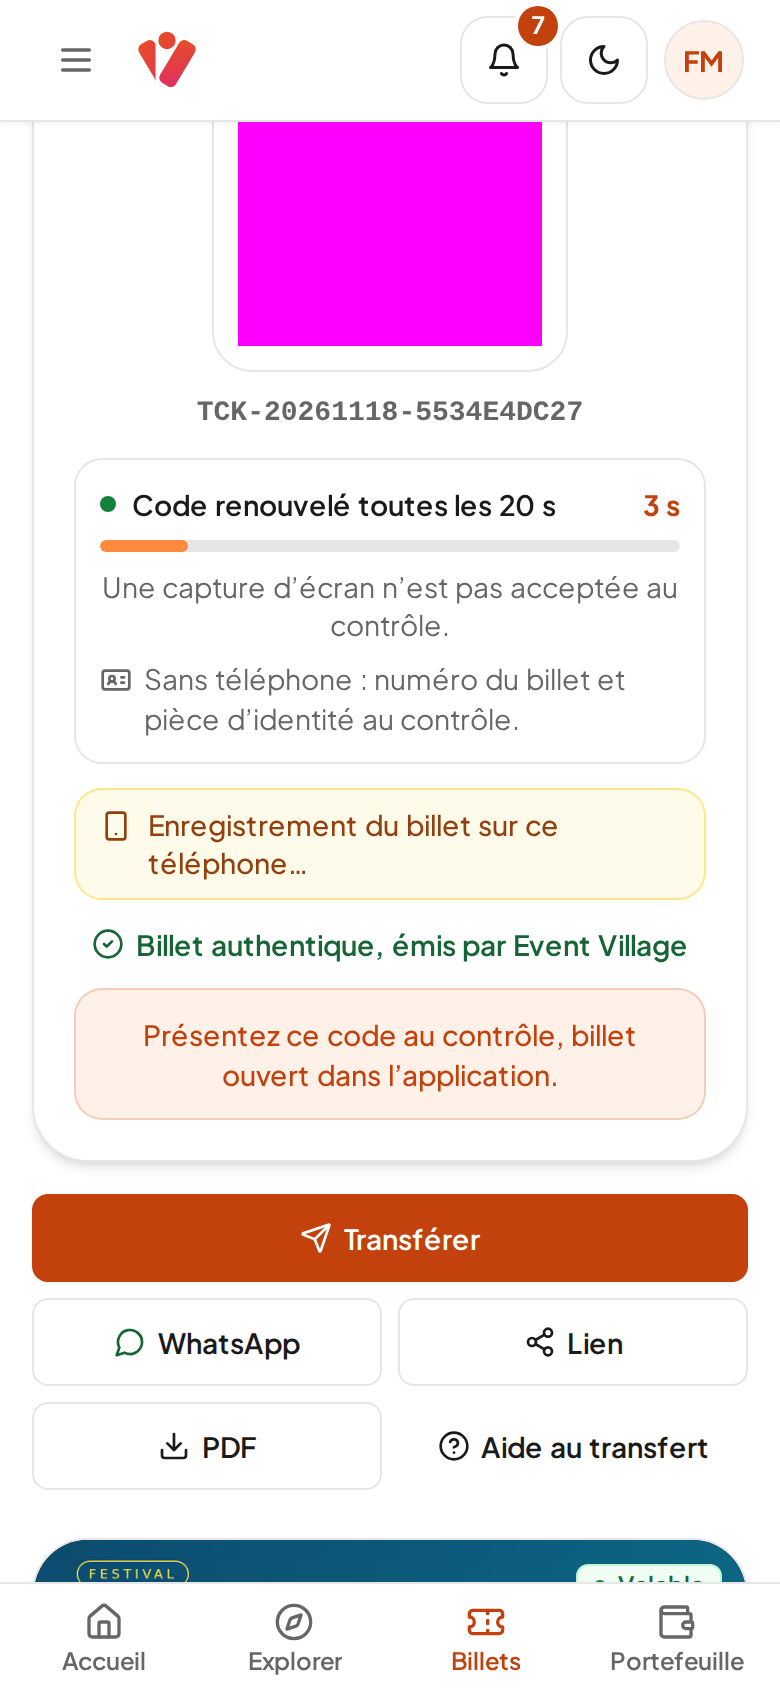 7
FM
TCK-20261118-5534E4DC27
Code renouvelé toutes les 20 s
3 s
Une capture d’écran n’est pas acceptée au
contrôle.
Sans téléphone : numéro du billet et
pièce d’identité au contrôle.
Enregistrement du billet sur ce
téléphone…
Billet authentique, émis par Event Village
Présentez ce code au contrôle, billet
ouvert dans l’application.
Transférer
WhatsApp
Lien
PDF
Aide au transfert
FESTIVAL
Accueil
Explorer
Billets
Portefeuille